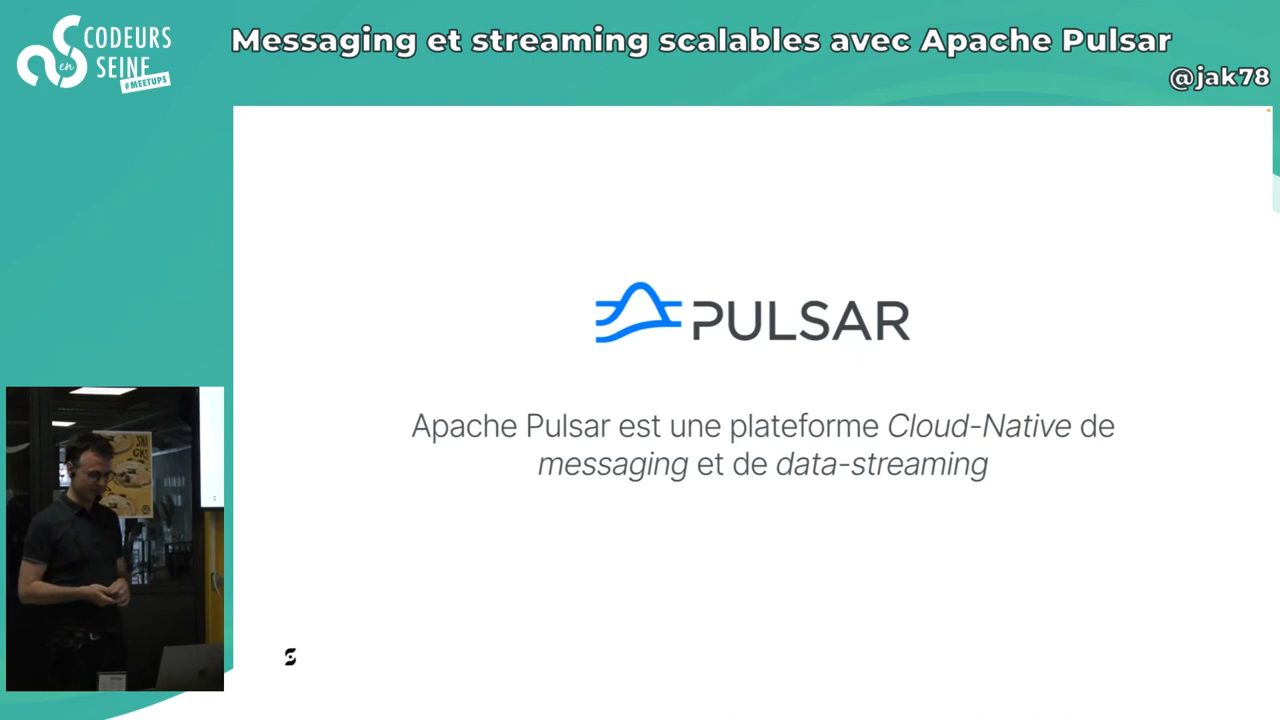 CODEURS
en
SEINE
#MEETUPS
Messaging et streaming scalables avec Apache Pulsar
@jak78
PULSAR
Apache Pulsar est une plateforme Cloud-Native de
messaging et de data-streaming